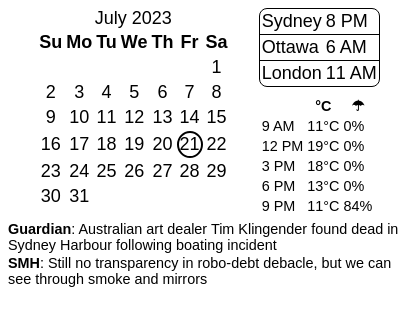 July 2023
Su Mo Tu We Th Fr Sa
1
2 3 4 5 6 7 8
9 10 11 12 13 14 15
16 17 18 19 20 21 22
23 24 25 26 27 28 29
30 31
Sydney 8 PM
Ottawa 6 AM
London 11 AM
°C ☂
9 AM 11°C 0%
12 PM 19°C 0%
3 PM 18°C 0%
6 PM 13°C 0%
9 PM 11°C 84%
Guardian: Australian art dealer Tim Klingender found dead in
Sydney Harbour following boating incident
SMH: Still no transparency in robo-debt debacle, but we can
see through smoke and mirrors